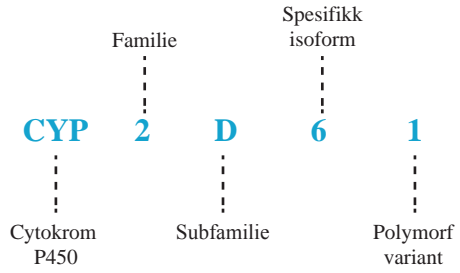 Familie
Spesifikk
isoform
CYP 2 D 6 1
Cytokrom
P450
Subfamilie
Polymorf
variant